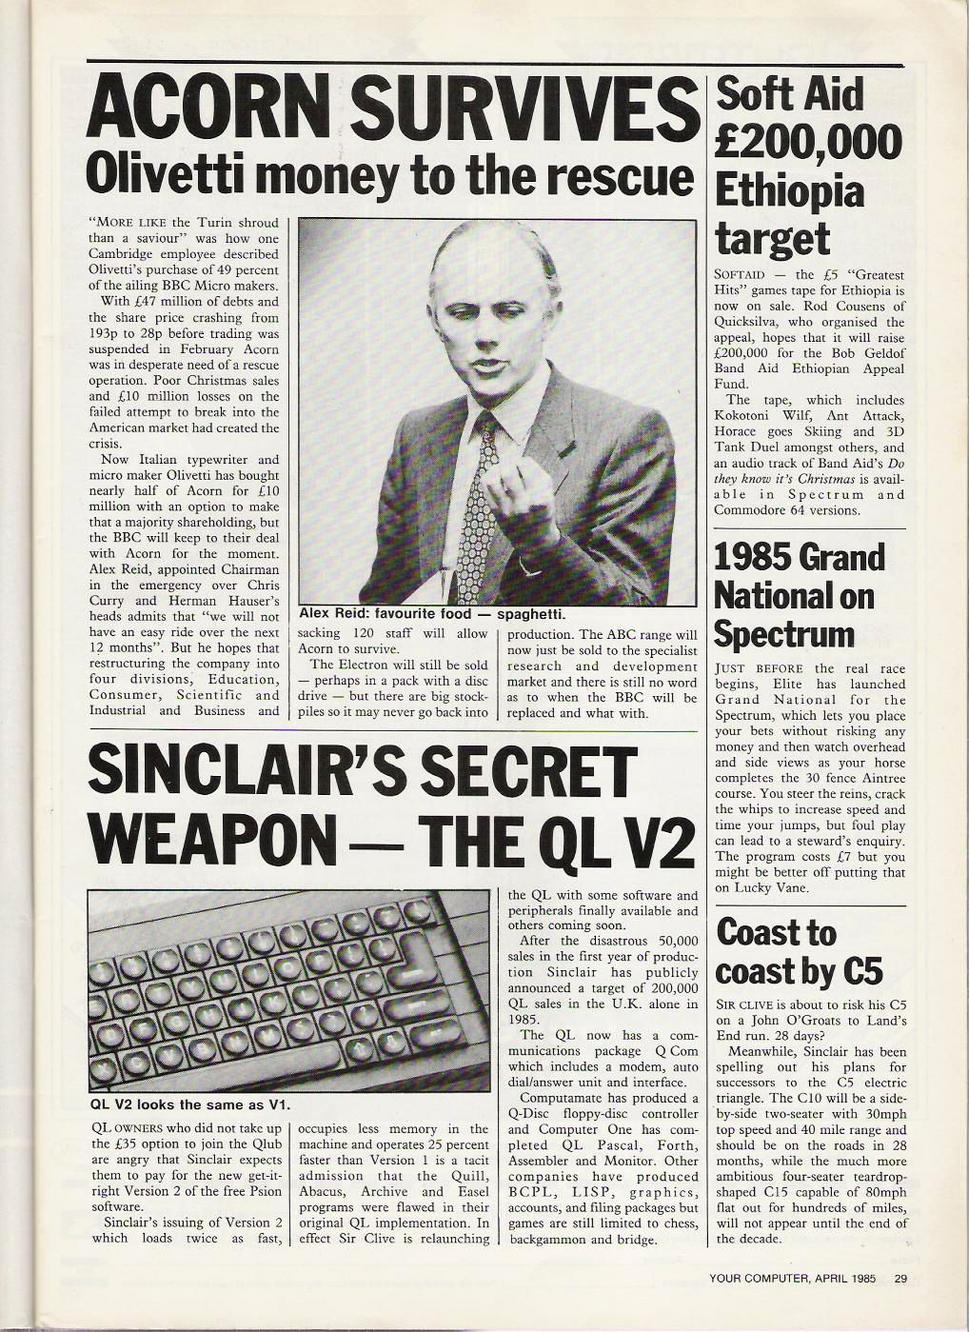 ACORN SURVIVES
Olivetti money to the rescue
"MORE LIKE the Turin shroud
than a saviour" was how one
Cambridge employee described
Olivetti's purchase of 49 percent
of the ailing BBC Micro makers.
With £47 million of debts and
the share price crashing from
193p to 28p before trading was
suspended in February Acorn
was in desperate need of a rescue
operation. Poor Christmas sales
and £10 million losses on the
failed attempt to break into the
American market had created the
crisis.
Now Italian typewriter and
micro maker Olivetti has bought
nearly half of Acorn for £10
million with an option to make
that a majority shareholding, but
the BBC will keep to their deal
with Acorn for the moment.
Alex Reid, appointed Chairman
in the emergency over Chris
Curry and Herman Hauser's
heads admits that "we will not
have an easy ride over the next
12 months". But he hopes that
restructuring the company into
four divisions, Education,
Consumer, Scientific and
Industrial and Business and
Alex Reid: favourite food — spaghetti.
sacking 120 staff will allow
Acorn to survive.
The Electron will still be sold
— perhaps in a pack with a disc
drive — but there are big stock-
piles so it may never go back into
production. The ABC range will
now just be sold to the specialist
research and development
market and there is still no word
as to when the BBC will be
replaced and what with.
SINCLAIR'S SECRET
WEAPON — THE QL V2
QL V2 looks the same as V1.
QL OWNERS who did not take up
the £35 option to join the Qlub
are angry that Sinclair expects
them to pay for the new get-it-
right Version 2 of the free Psion
software.
Sinclair's issuing of Version 2
which loads twice as fast,
occupies less memory in the
machine and operates 25 percent
faster than Version 1 is a tacit
admission that the Quill,
Abacus, Archive and Easel
programs were flawed in their
original QL implementation. In
effect Sir Clive is relaunching
the QL with some software and
peripherals finally available and
others coming soon.
After the disastrous 50,000
sales in the first year of produc-
tion Sinclair has publicly
announced a target of 200,000
QL sales in the U.K. alone in
1985.
The QL now has a com-
munications package Q Com
which includes a modem, auto
dial/answer unit and interface.
Computamate has produced a
Q-Disc floppy-disc controller
and Computer One has com-
pleted QL Pascal, Forth,
Assembler and Monitor. Other
companies have produced
BCPL, LISP, graphics,
accounts, and filing packages but
games are still limited to chess,
backgammon and bridge.
Soft Aid
£200,000
Ethiopia
target
SOFTAID — the £5 "Greatest
Hits" games tape for Ethiopia is
now on sale. Rod Cousens of
Quicksilva, who organised the
appeal, hopes that it will raise
£200,000 for the Bob Geldof
Band Aid Ethiopian Appeal
Fund.
The tape, which includes
Kokotoni Wilf, Ant Attack,
Horace goes Skiing and 3D
Tank Duel amongst others, and
an audio track of Band Aid's Do
they know it's Christmas is avail-
able in Spectrum and
Commodore 64 versions.
1985 Grand
National on
Spectrum
JUST BEFORE the real race
begins, Elite has launched
Grand National for the
Spectrum, which lets you place
your bets without risking any
money and then watch overhead
and side views as your horse
completes the 30 fence Aintree
course. You steer the reins, crack
the whips to increase speed and
time your jumps, but foul play
can lead to a steward's enquiry.
The program costs £7 but you
might be better off putting that
on Lucky Vane.
Coast to
coast by C5
SIR CLIVE is about to risk his C5
on a John O'Groats to Land's
End run. 28 days?
Meanwhile, Sinclair has been
spelling out his plans for
successors to the C5 electric
triangle. The C10 will be a side-
by-side two-seater with 30mph
top speed and 40 mile range and
should be on the roads in 28
months, while the much more
ambitious four-seater teardrop-
shaped C15 capable of 80mph
flat out for hundreds of miles,
will not appear until the end of
the decade.
YOUR COMPUTER, APRIL 1985 29